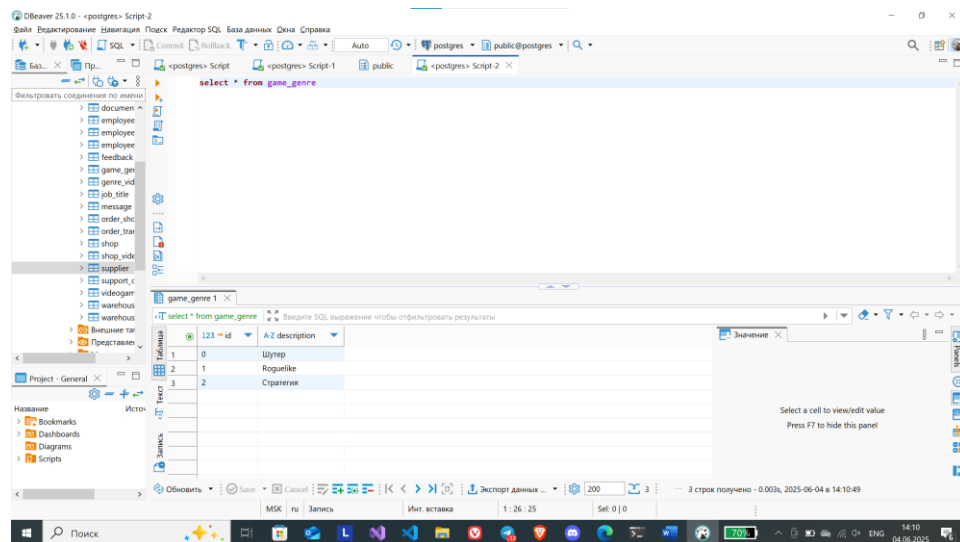 DBeaver 25.1.0 - <postgres> Script-2
Файл Редактирование Навигация Поиск Редактор SQL База данных Окна Справка
SQL Commit Rollback Auto postgres public@postgres
Баз... Пр... <postgres> Script <postgres> Script-1 public <postgres> Script-2
select * from game_genre
Фильтровать соединения по имени
documen
employee
employee
employee
feedback
game_ger
genre_vid
job_title
message
order_shc
order_trar
shop
shop_vide
supplier
support_c
videogam
warehous
warehous
Внешние та
Представлен
Project - General
Название Исто
Bookmarks
Dashboards
Diagrams
Scripts
game_genre 1
select * from game_genre Введите SQL выражение чтобы отфильтровать результаты
Таблица
Текст
Запись
123 id A-Z description
1 0 Шутер
2 1 Roguelike
3 2 Стратегия
Значение
Panels
Select a cell to view/edit value
Press F7 to hide this panel
Обновить Save Cancel Экспорт данных ... 200 3 3 строк получено - 0.003s, 2025-06-04 в 14:10:49
MSK ru Запись Инт. вставка 1 : 26 : 25 Sel: 0 | 0
Поиск 70% ENG 14:10
04.06.2025